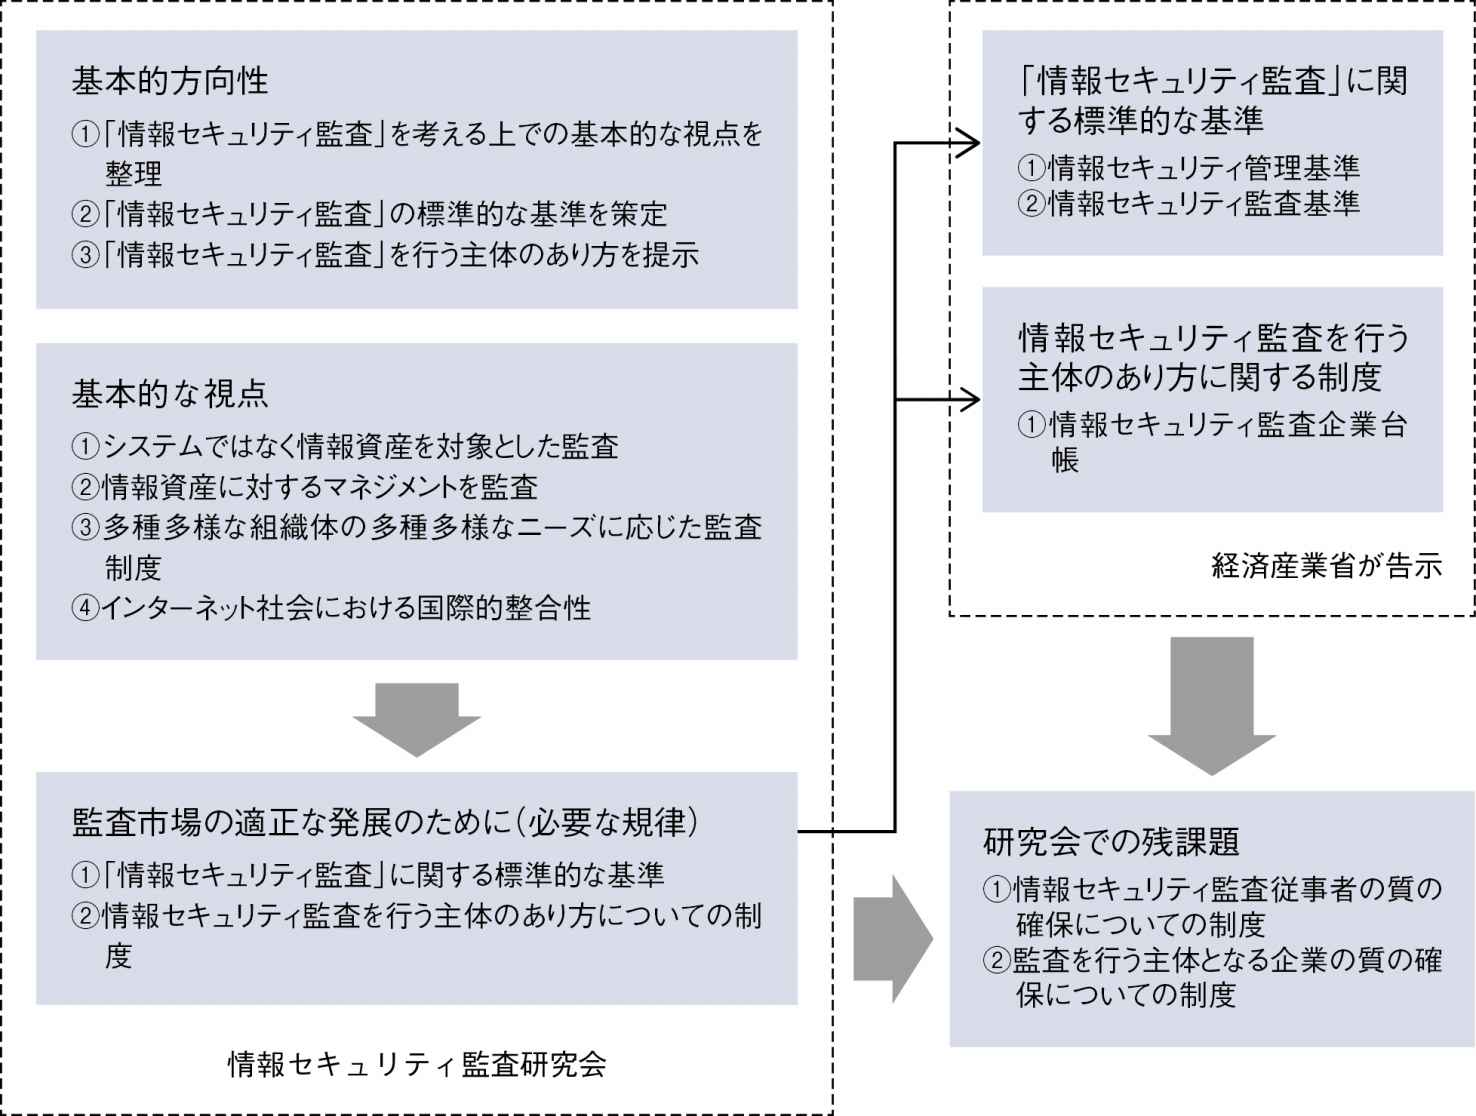 基本的方向性
①「情報セキュリティ監査」を考える上での基本的な視点を
整理
②「情報セキュリティ監査」の標準的な基準を策定
③「情報セキュリティ監査」を行う主体のあり方を提示
基本的な視点
①システムではなく情報資産を対象とした監査
②情報資産に対するマネジメントを監査
③多種多様な組織体の多種多様なニーズに応じた監査
制度
④インターネット社会における国際的整合性
監査市場の適正な発展のために（必要な規律）
①「情報セキュリティ監査」に関する標準的な基準
②情報セキュリティ監査を行う主体のあり方についての制
度
情報セキュリティ監査研究会
「情報セキュリティ監査」に関
する標準的な基準
①情報セキュリティ管理基準
②情報セキュリティ監査基準
情報セキュリティ監査を行う
主体のあり方に関する制度
①情報セキュリティ監査企業台
帳
経済産業省が告示
研究会での残課題
①情報セキュリティ監査従事者の質の
確保についての制度
②監査を行う主体となる企業の質の確
保についての制度